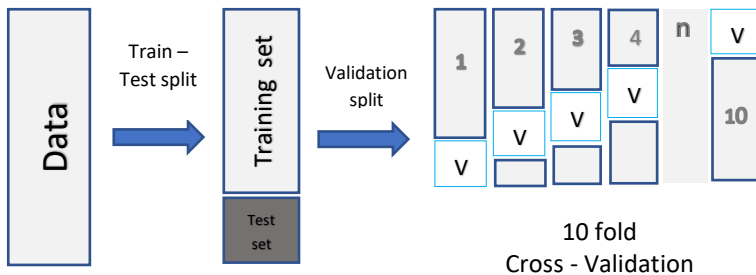 Data
Train –
Test split
Training set
Test
set
Validation
split
1
V
2
V
3
V
4
V
n
V
10
10 fold
Cross - Validation